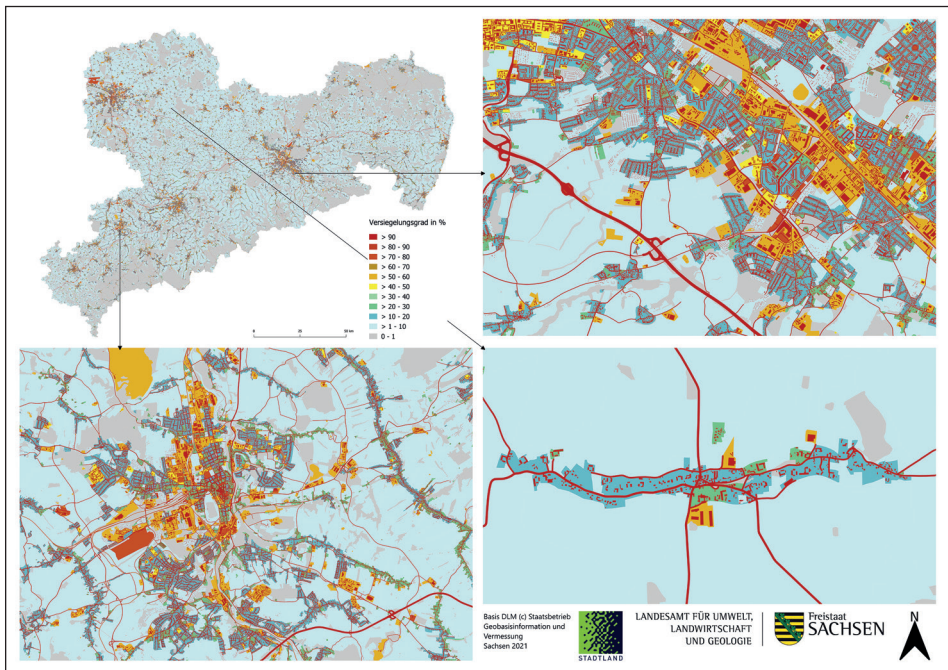 Versiegelungsgrad in %
> 90
> 80 - 90
> 70 - 80
> 60 - 70
> 50 - 60
> 40 - 50
> 30 - 40
> 20 - 30
> 10 - 20
> 1 - 10
0 - 1
0 25 50 km
Basis DLM (c) Staatsbetrieb
Geobasisinformation und
Vermessung
Sachsen 2021
STADTLAND
LANDESAMT FÜR UMWELT,
LANDWIRTSCHAFT
UND GEOLOGIE
Freistaat
SACHSEN
N